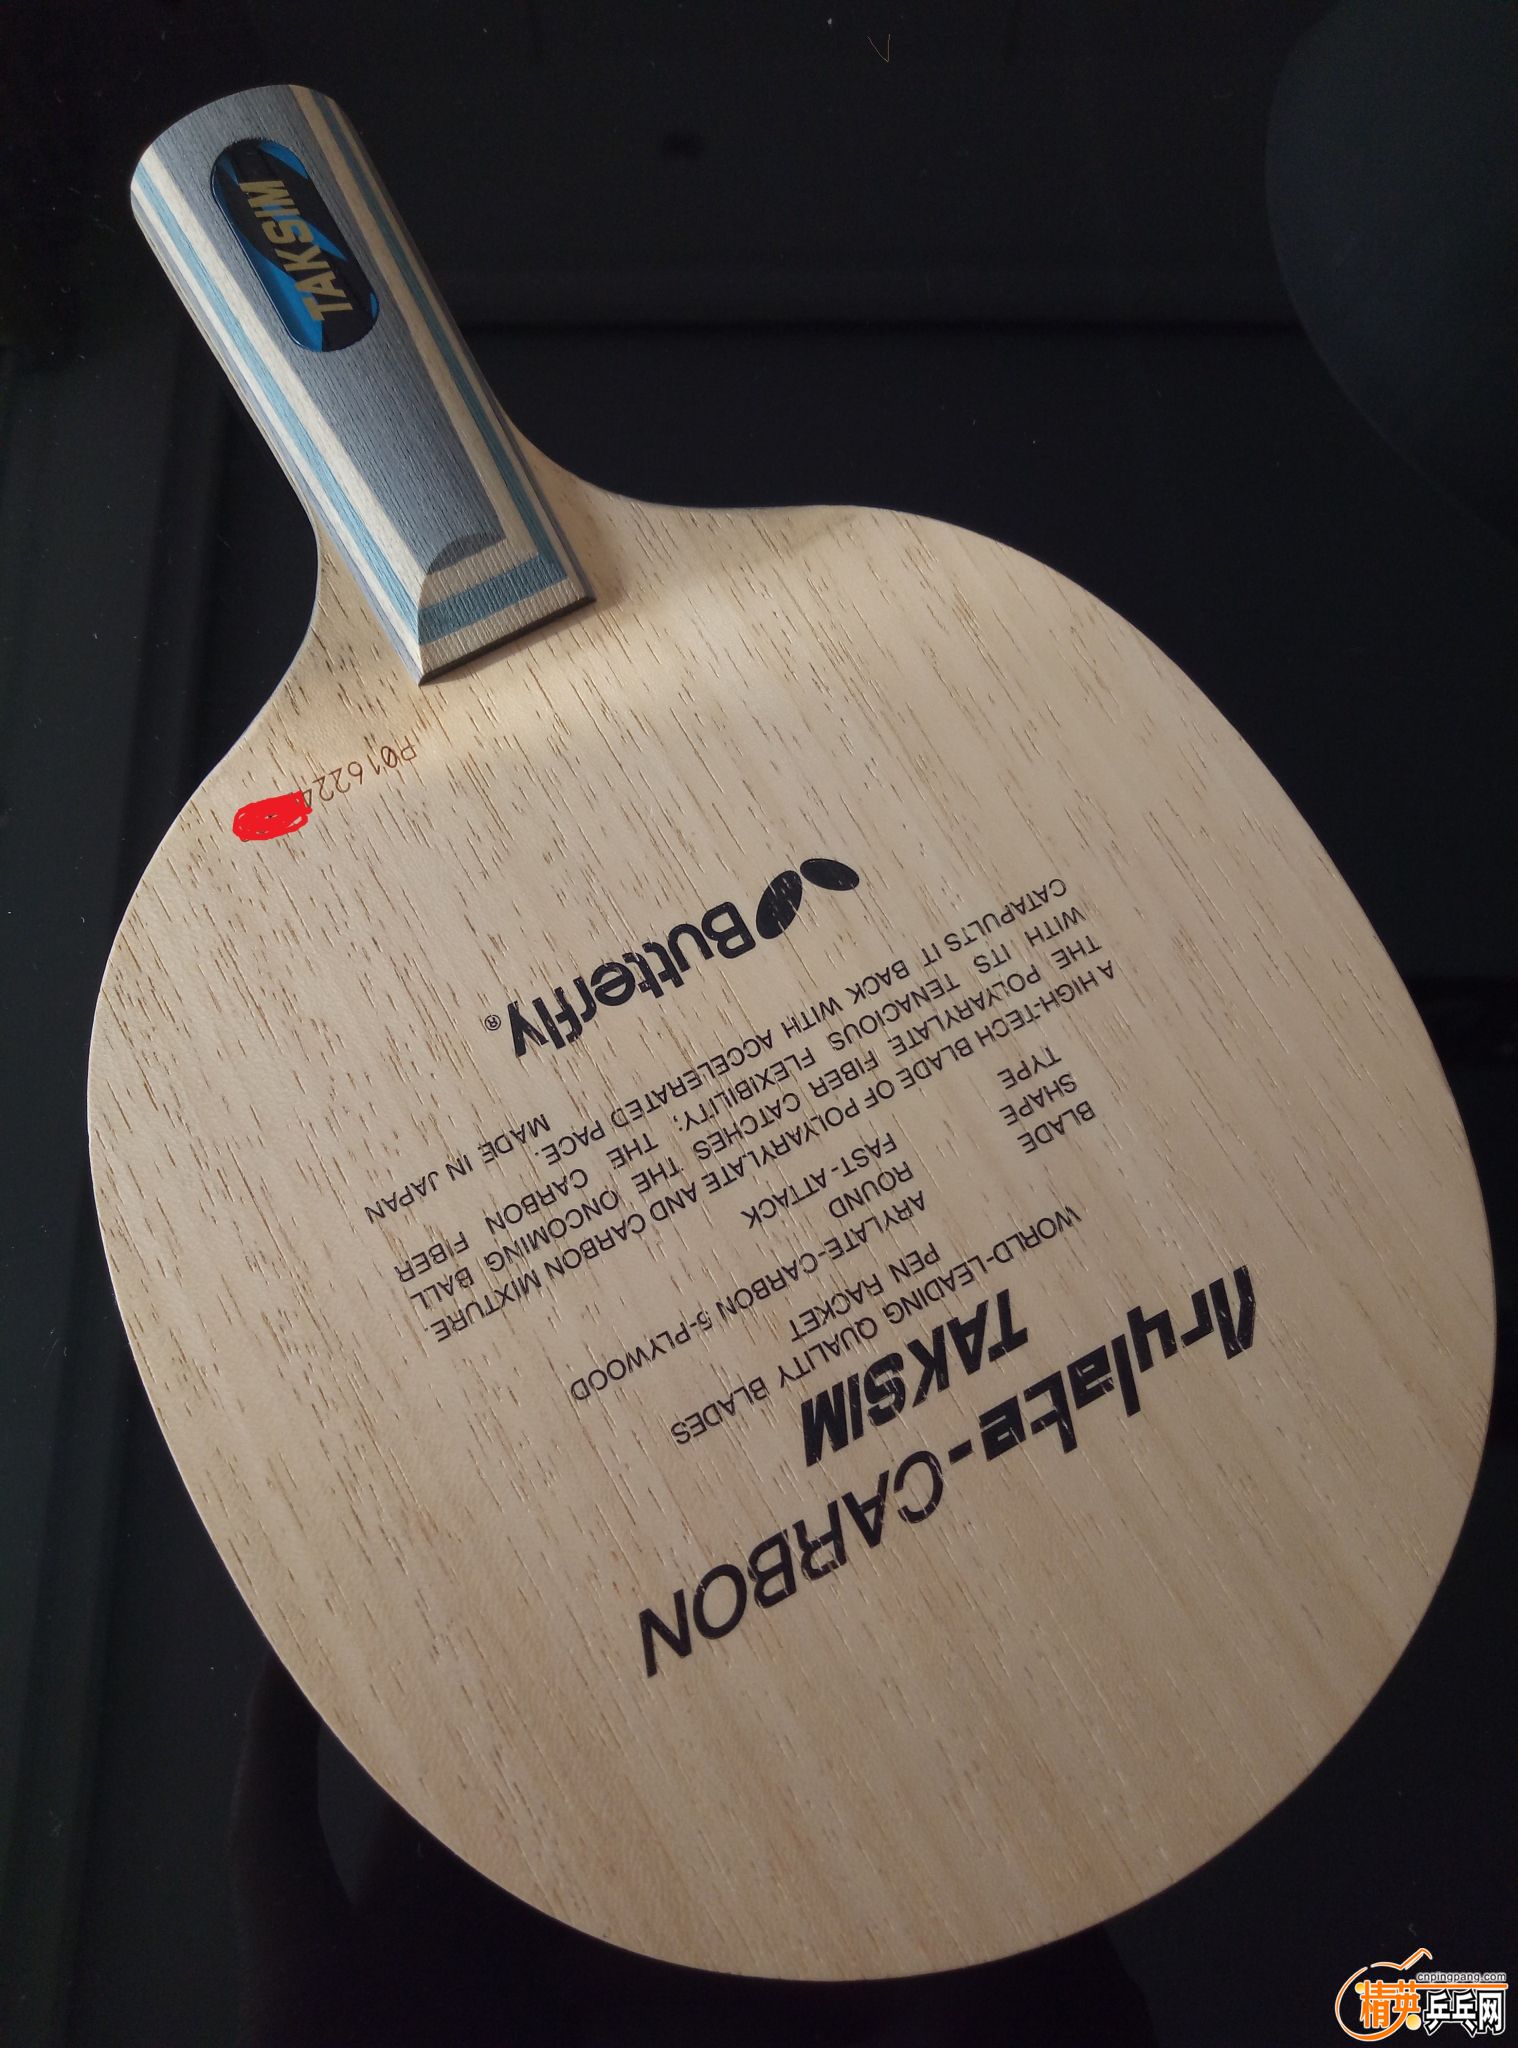 TAKSIM
Arylate-CARBON
TAKSIM
WORLD-LEADING QUALITY BLADES
PEN RACKET
BLADE ARYLATE-CARBON 5-PLYWOOD
SHAPE ROUND
TYPE FAST-ATTACK
A HIGH-TECH BLADE OF POLYARYLATE AND CARBON MIXTURE.
THE POLYARYLATE FIBER CATCHES THE ONCOMING BALL
WITH ITS TENACIOUS FLEXIBILITY; THE CARBON FIBER
CATAPULTS IT BACK WITH ACCELERATED PACE.
MADE IN JAPAN
Butterfly®
P016224
cnpingpang.com
精英乒乓网